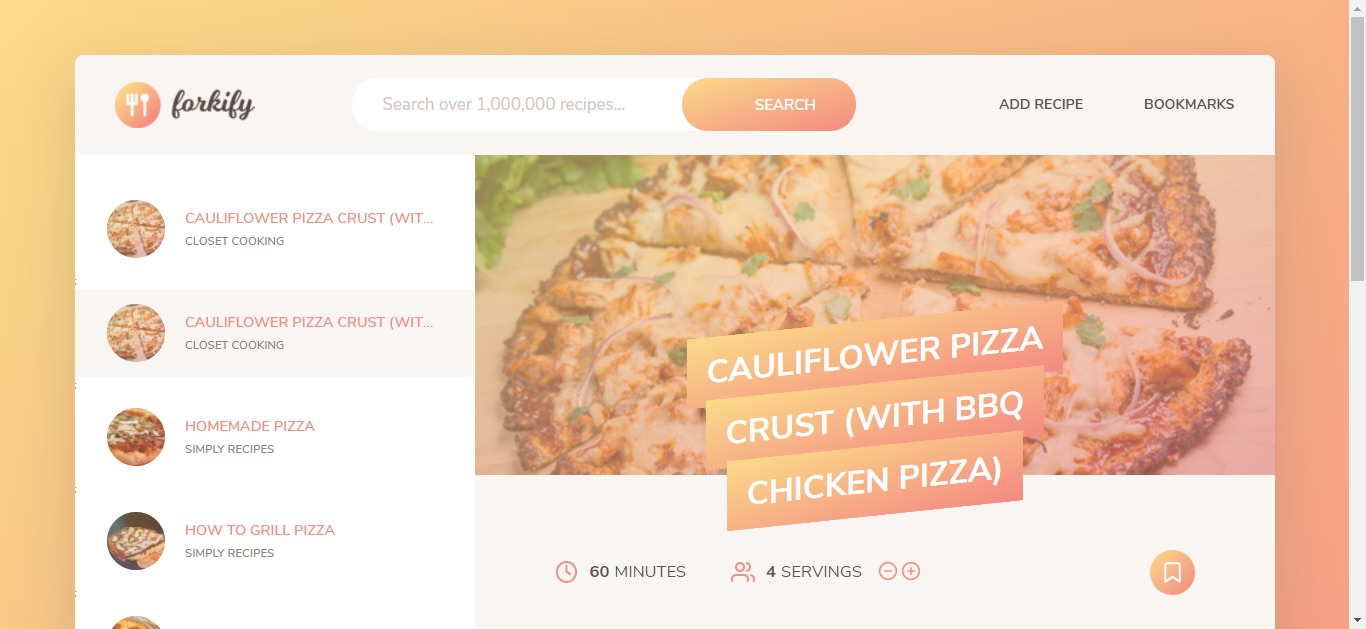 forkify
Search over 1,000,000 recipes...
SEARCH
ADD RECIPE
BOOKMARKS
CAULIFLOWER PIZZA CRUST (WIT...
CLOSET COOKING
CAULIFLOWER PIZZA CRUST (WIT...
CLOSET COOKING
HOMEMADE PIZZA
SIMPLY RECIPES
HOW TO GRILL PIZZA
SIMPLY RECIPES
CAULIFLOWER PIZZA
CRUST (WITH BBQ
CHICKEN PIZZA)
60 MINUTES
4 SERVINGS